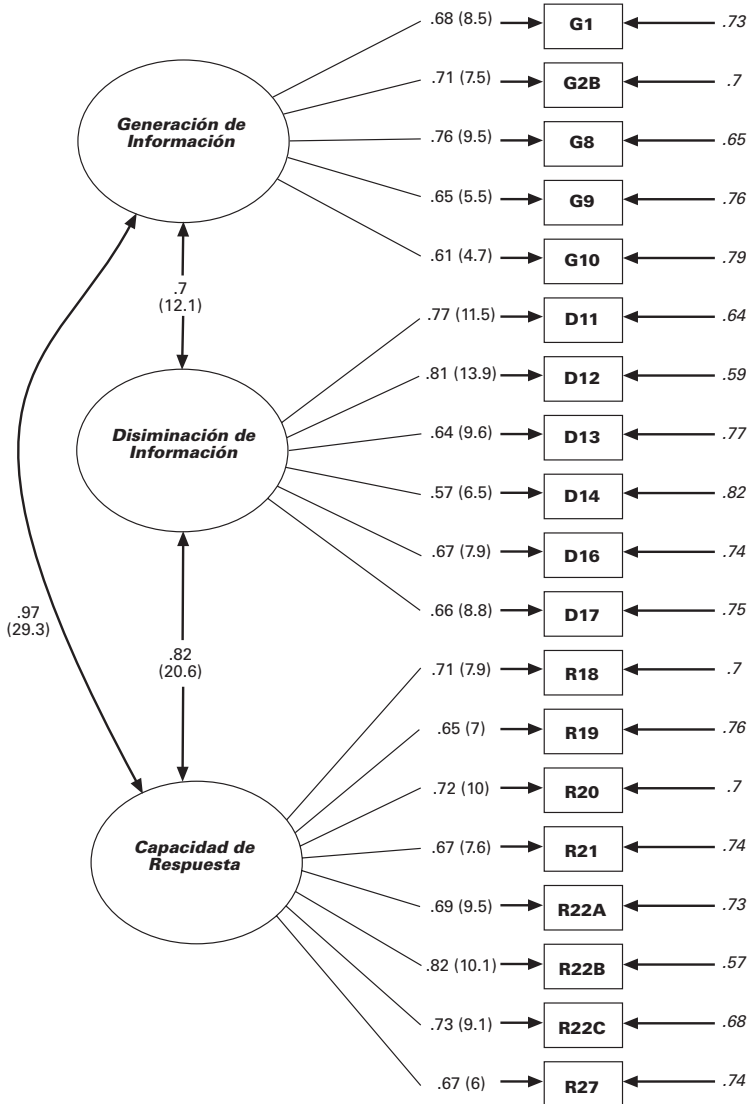 .68 (8.5) G1 .73
.71 (7.5) G2B .7
Generación de
Información
.76 (9.5) G8 .65
.65 (5.5) G9 .76
.61 (4.7) G10 .79
.7
(12.1)
.77 (11.5) D11 .64
.81 (13.9) D12 .59
Disiminación de
Información
.64 (9.6) D13 .77
.57 (6.5) D14 .82
.67 (7.9) D16 .74
.66 (8.8) D17 .75
.97
(29.3)
.82
(20.6)
.71 (7.9) R18 .7
.65 (7) R19 .76
.72 (10) R20 .7
Capacidad de
Respuesta
.67 (7.6) R21 .74
.69 (9.5) R22A .73
.82 (10.1) R22B .57
.73 (9.1) R22C .68
.67 (6) R27 .74